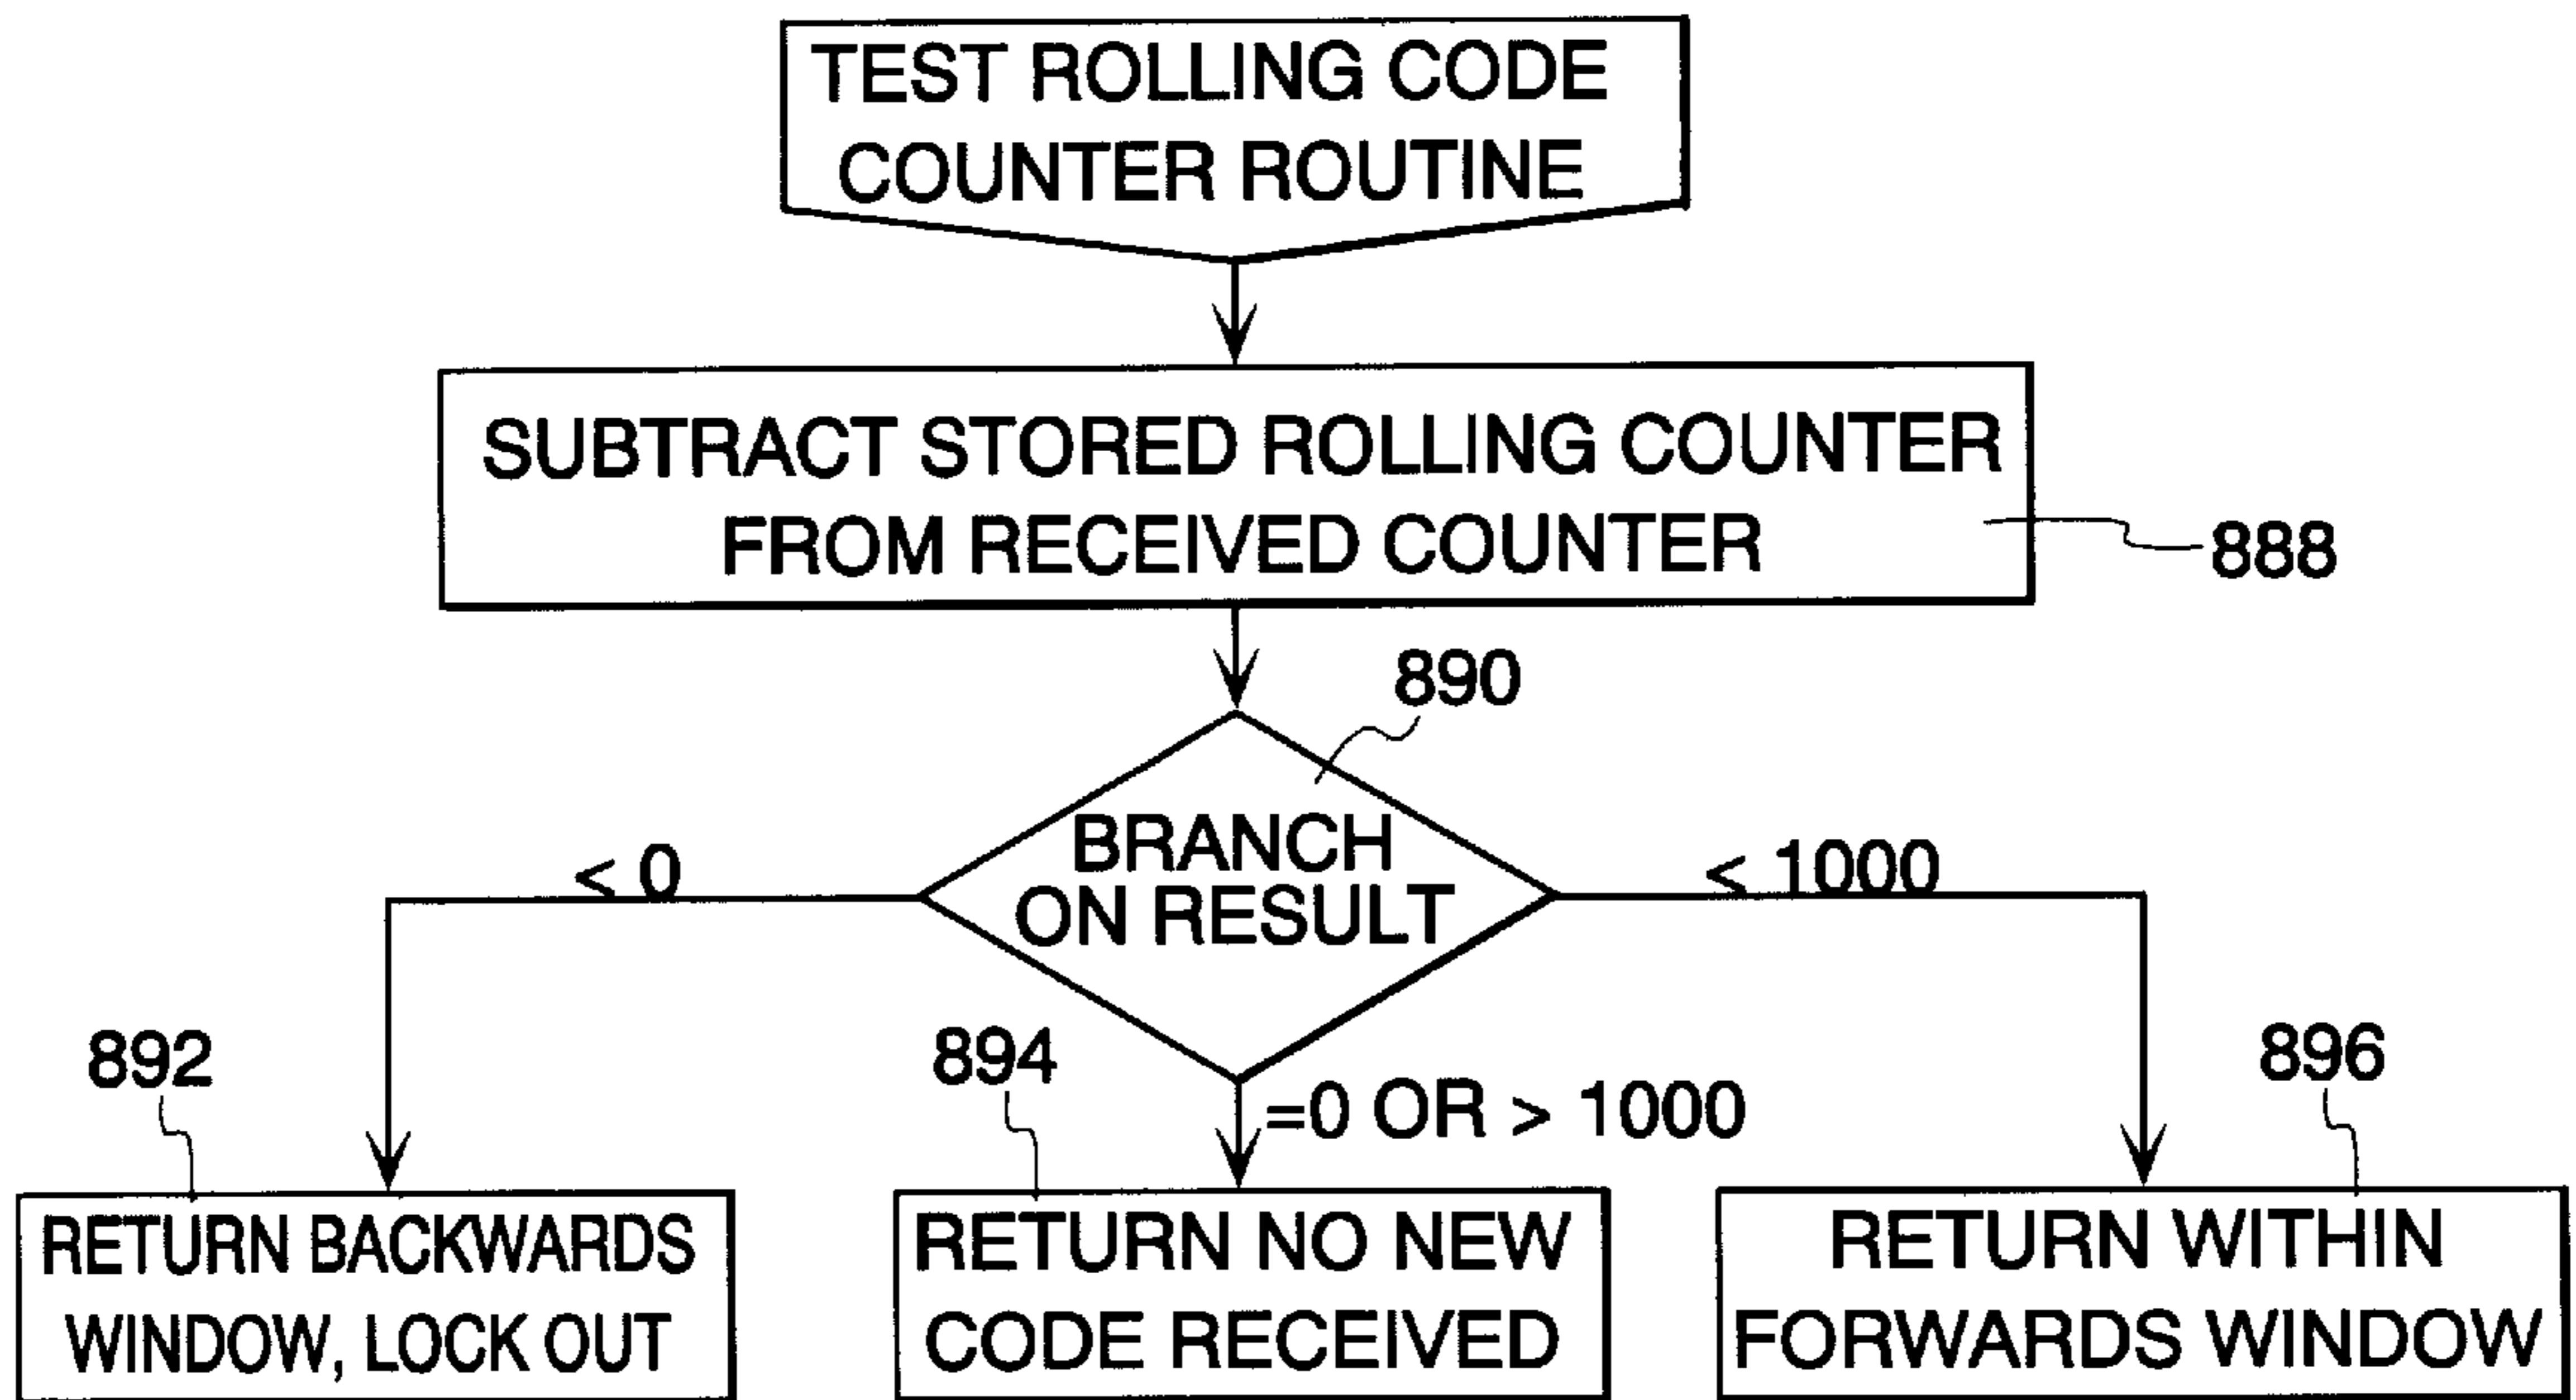 TEST ROLLING CODE
COUNTER ROUTINE
SUBTRACT STORED ROLLING COUNTER
FROM RECEIVED COUNTER
888
890
BRANCH
ON RESULT
< 0
< 1000
=0 OR > 1000
892
894
896
RETURN BACKWARDS
WINDOW, LOCK OUT
RETURN NO NEW
CODE RECEIVED
RETURN WITHIN
FORWARDS WINDOW